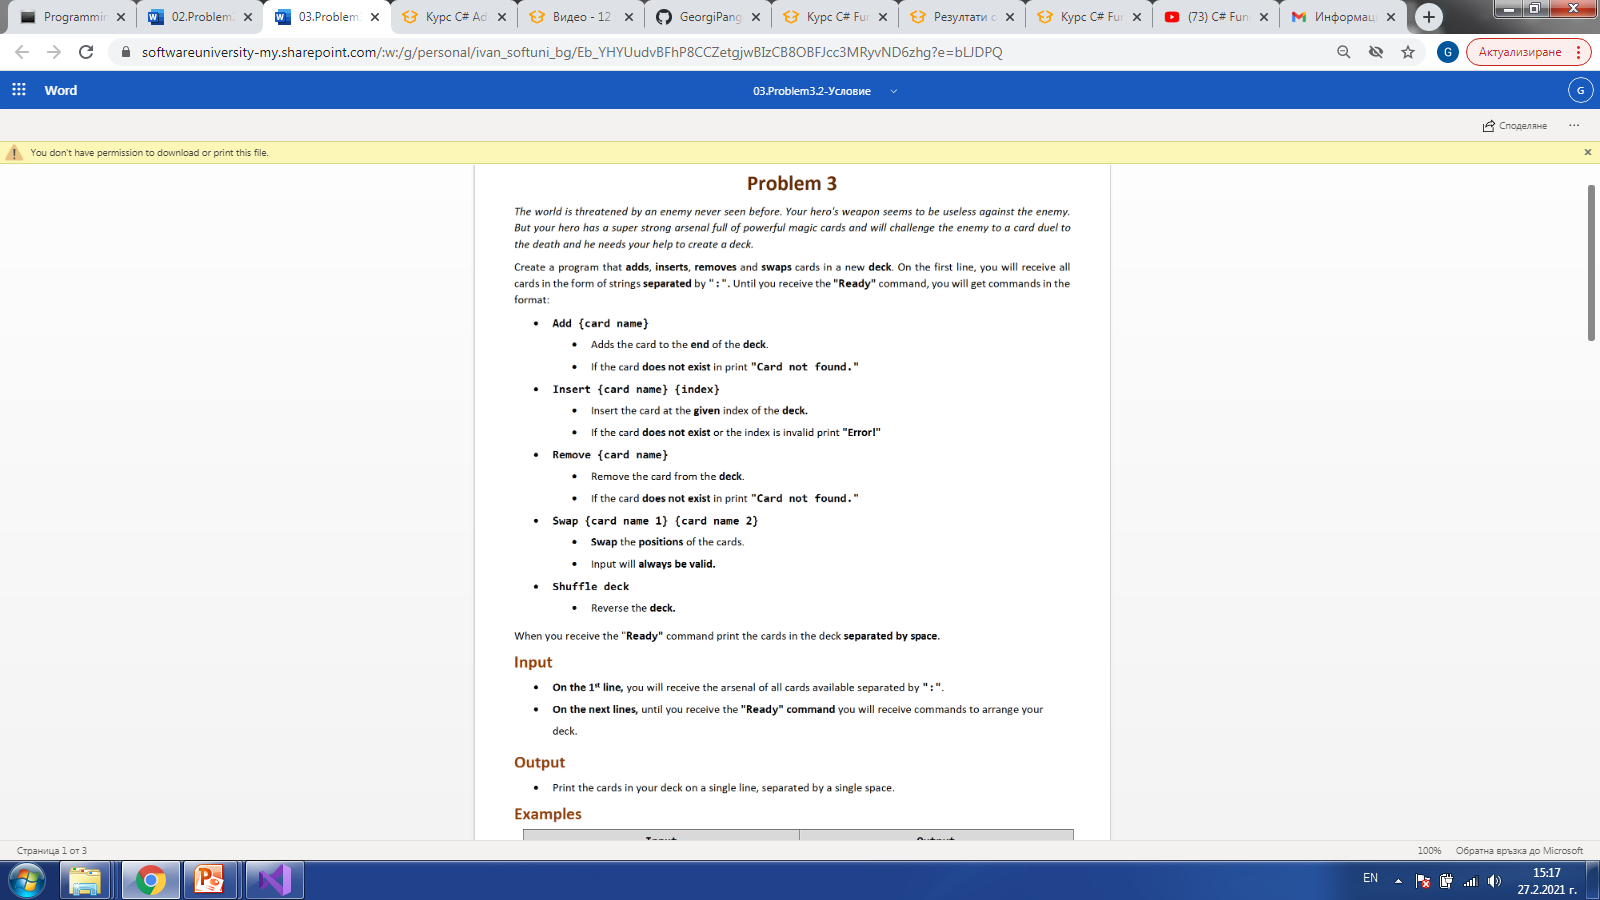 Programmin
02.Problem
03.Problem
Курс C# Ad
Видео - 12
GeorgiPang
Курс C# Fur
Резултати с
Курс C# Fur
(73) C# Fun
Информаци
softwareuniversity-my.sharepoint.com/:w:/g/personal/ivan_softuni_bg/Eb_YHYUudvBFhP8CCZetgjwBIzCB8OBFJcc3MRyvND6zhg?e=bLJDPQ
G
Актуализиране
Word
03.Problem3.2-Условие
G
Споделяне
You don't have permission to download or print this file.
Problem 3
The world is threatened by an enemy never seen before. Your hero's weapon seems to be useless against the enemy.
But your hero has a super strong arsenal full of powerful magic cards and will challenge the enemy to a card duel to
the death and he needs your help to create a deck.
Create a program that adds, inserts, removes and swaps cards in a new deck. On the first line, you will receive all
cards in the form of strings separated by ":". Until you receive the "Ready" command, you will get commands in the
format:
• Add {card name}
• Adds the card to the end of the deck.
• If the card does not exist in print "Card not found."
• Insert {card name} {index}
• Insert the card at the given index of the deck.
• If the card does not exist or the index is invalid print "Error!"
• Remove {card name}
• Remove the card from the deck.
• If the card does not exist in print "Card not found."
• Swap {card name 1} {card name 2}
• Swap the positions of the cards.
• Input will always be valid.
• Shuffle deck
• Reverse the deck.
When you receive the "Ready" command print the cards in the deck separated by space.
Input
• On the 1st line, you will receive the arsenal of all cards available separated by ":".
• On the next lines, until you receive the "Ready" command you will receive commands to arrange your
deck.
Output
• Print the cards in your deck on a single line, separated by a single space.
Examples
Input Output
Страница 1 от 3
100% Обратна връзка до Microsoft
EN
15:17
27.2.2021 г.